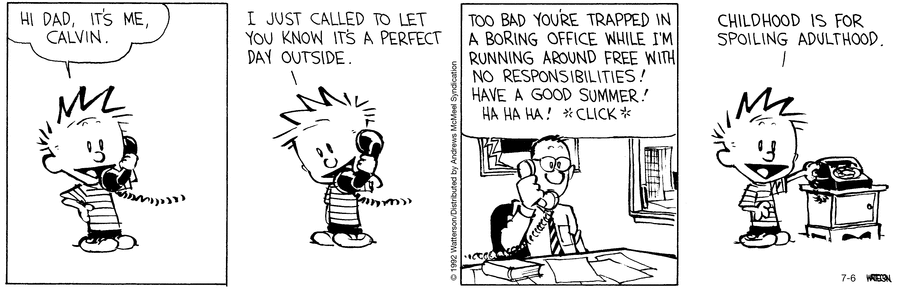 HI DAD, IT'S ME,
CALVIN.
I JUST CALLED TO LET
YOU KNOW IT'S A PERFECT
DAY OUTSIDE.
© 1992 Watterson/Distributed by Andrews McMeel Syndication
TOO BAD YOU'RE TRAPPED IN
A BORING OFFICE WHILE I'M
RUNNING AROUND FREE WITH
NO RESPONSIBILITIES!
HAVE A GOOD SUMMER!
HA HA HA! *CLICK*
CHILDHOOD IS FOR
SPOILING ADULTHOOD.
7-6 WATTERSON